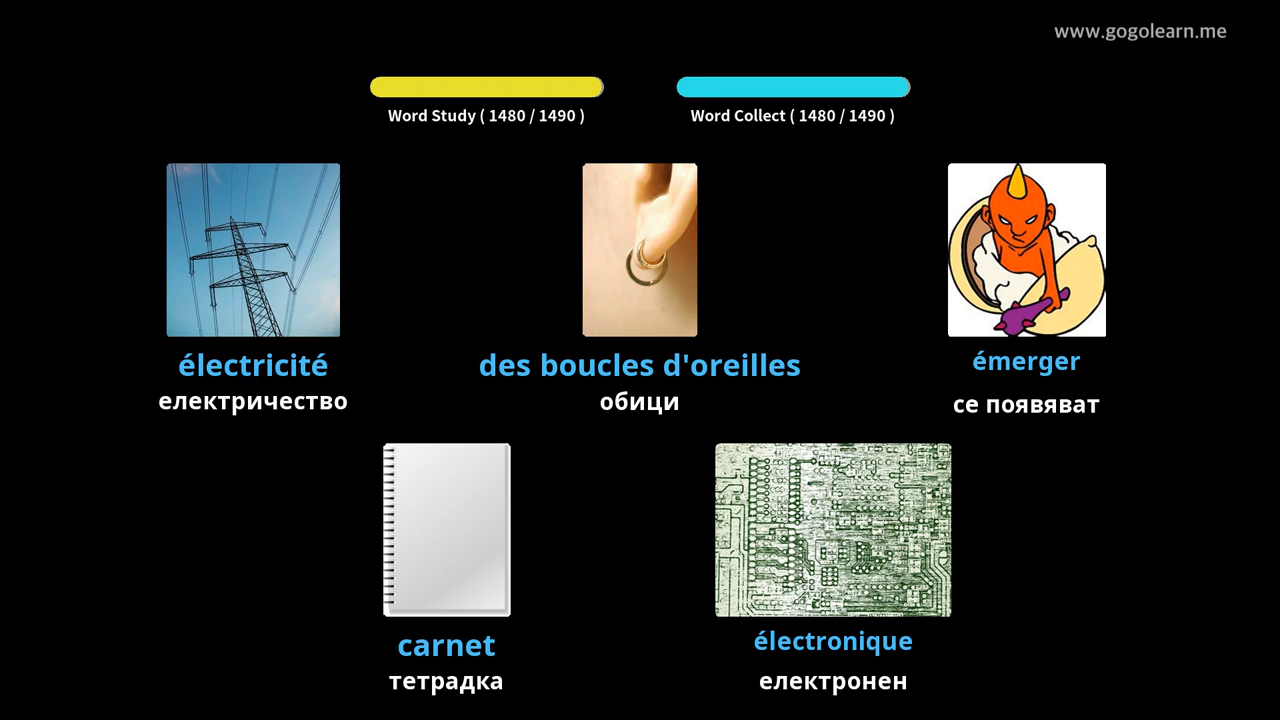 www.gogolearn.me
Word Study ( 1480 / 1490 )
Word Collect ( 1480 / 1490 )
électricité
електричество
des boucles d'oreilles
обици
émerger
се появяват
carnet
тетрадка
électronique
електронен